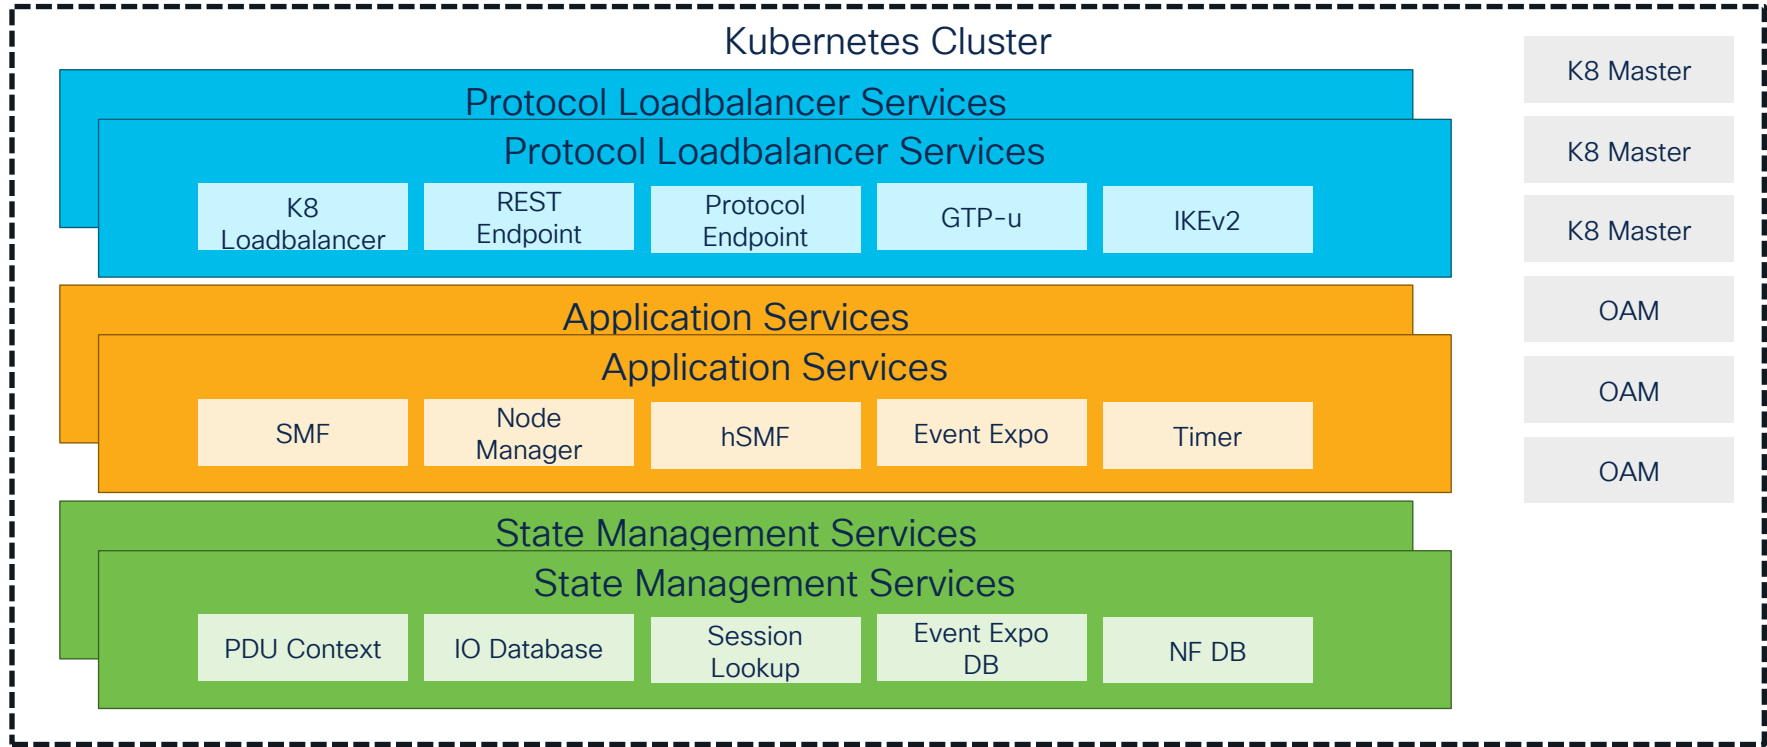 Kubernetes Cluster
Protocol Loadbalancer Services
Protocol Loadbalancer Services
K8
Loadbalancer
REST
Endpoint
Protocol
Endpoint
GTP-u
IKEv2
Application Services
Application Services
SMF
Node
Manager
hSMF
Event Expo
Timer
State Management Services
State Management Services
PDU Context
IO Database
Session
Lookup
Event Expo
DB
NF DB
K8 Master
K8 Master
K8 Master
OAM
OAM
OAM